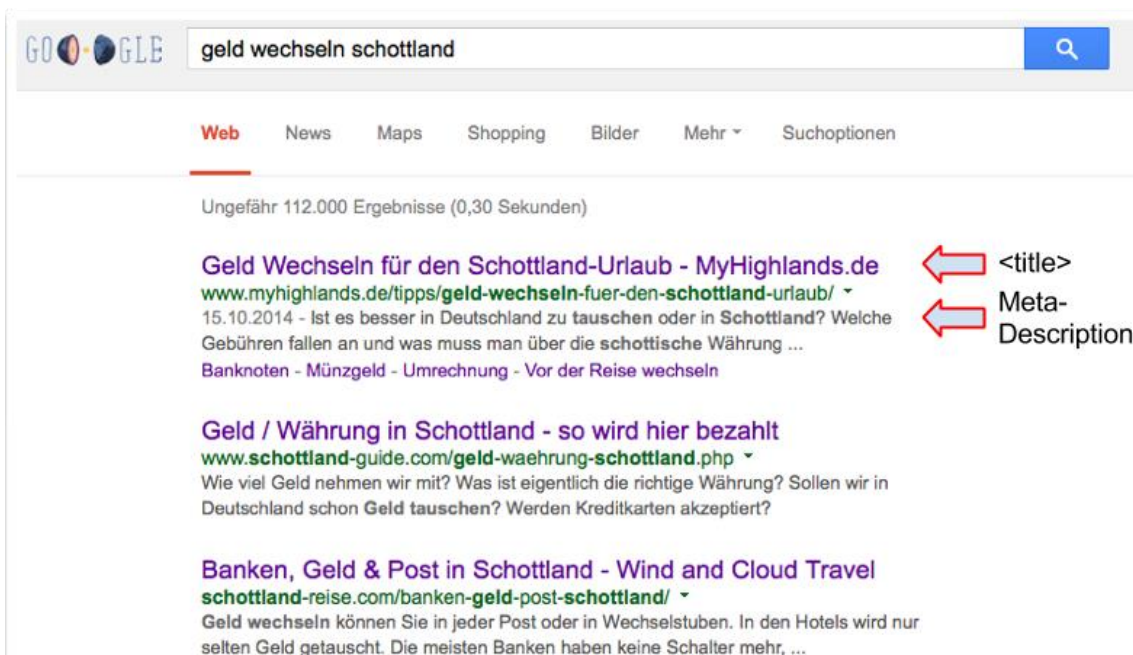 GOOGLE
geld wechseln schottland
Web News Maps Shopping Bilder Mehr Suchoptionen
Ungefähr 112.000 Ergebnisse (0,30 Sekunden)
Geld Wechseln für den Schottland-Urlaub - MyHighlands.de
<title>
www.myhighlands.de/tipps/geld-wechseln-fuer-den-schottland-urlaub/
15.10.2014 - Ist es besser in Deutschland zu tauschen oder in Schottland? Welche
Gebühren fallen an und was muss man über die schottische Währung ...
Meta-
Description
Banknoten - Münzgeld - Umrechnung - Vor der Reise wechseln
Geld / Währung in Schottland - so wird hier bezahlt
www.schottland-guide.com/geld-waehrung-schottland.php
Wie viel Geld nehmen wir mit? Was ist eigentlich die richtige Währung? Sollen wir in
Deutschland schon Geld tauschen? Werden Kreditkarten akzeptiert?
Banken, Geld & Post in Schottland - Wind and Cloud Travel
schottland-reise.com/banken-geld-post-schottland/
Geld wechseln können Sie in jeder Post oder in Wechselstuben. In den Hotels wird nur
selten Geld getauscht. Die meisten Banken haben keine Schalter mehr, ...